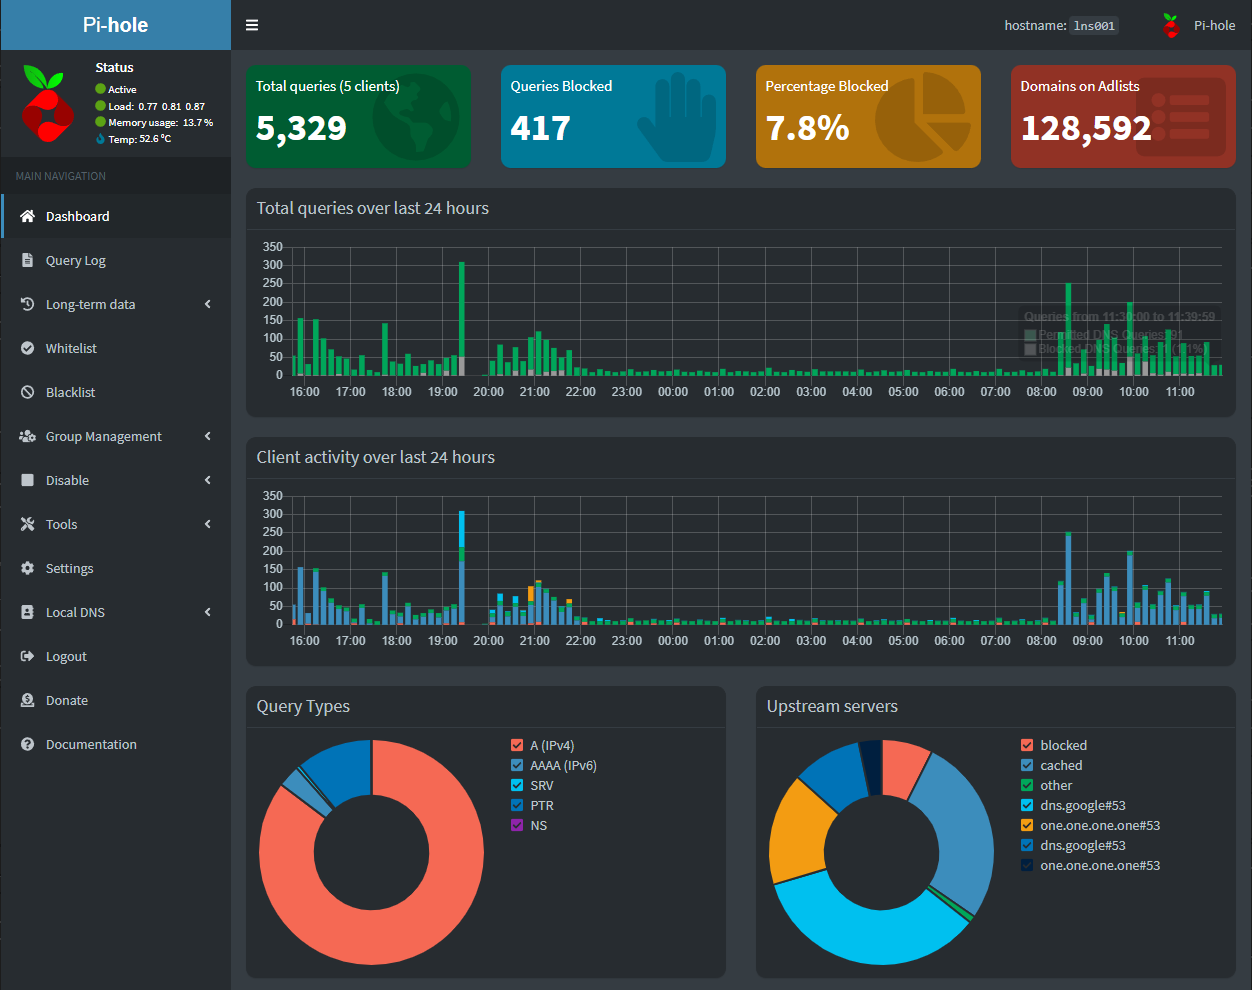 Pi-hole
hostname: lns001
Pi-hole
Status
Active
Load: 0.77 0.81 0.87
Memory usage: 13.7 %
Temp: 52.6 °C
MAIN NAVIGATION
Dashboard
Query Log
Long-term data
Whitelist
Blacklist
Group Management
Disable
Tools
Settings
Local DNS
Logout
Donate
Documentation
Total queries (5 clients)
5,329
Queries Blocked
417
Percentage Blocked
7.8%
Domains on Adlists
128,592
Total queries over last 24 hours
350
300
250
200
150
100
50
0
Queries from 11:30:00 to 11:39:59
Permitted DNS Queries: 91
Blocked DNS Queries:
16:00 17:00 18:00 19:00 20:00 21:00 22:00 23:00 00:00 01:00 02:00 03:00 04:00 05:00 06:00 07:00 08:00 09:00 10:00 11:00
Client activity over last 24 hours
350
300
250
200
150
100
50
0
16:00 17:00 18:00 19:00 20:00 21:00 22:00 23:00 00:00 01:00 02:00 03:00 04:00 05:00 06:00 07:00 08:00 09:00 10:00 11:00
Query Types
A (IPv4)
AAAA (IPv6)
SRV
PTR
NS
Upstream servers
blocked
cached
other
dns.google#53
one.one.one.one#53
dns.google#53
one.one.one.one#53